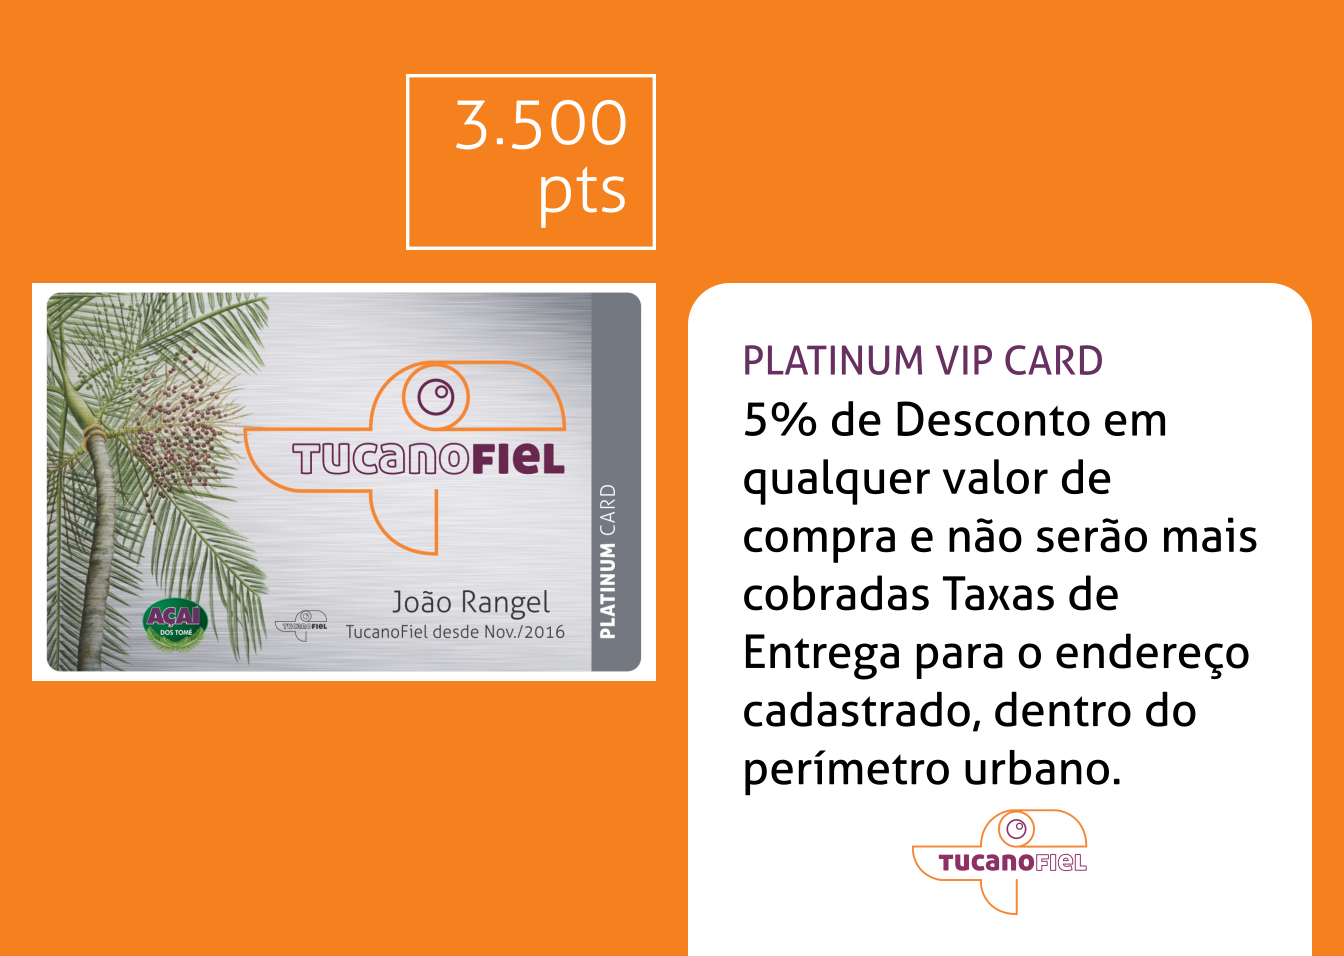 3.500
pts
TUCANOFIEL
João Rangel
TucanoFiel desde Nov./2016
PLATINUM CARD
AÇAÍ
DOS TOMÉ
TUCANOFIEL
PLATINUM VIP CARD
5% de Desconto em
qualquer valor de
compra e não serão mais
cobradas Taxas de
Entrega para o endereço
cadastrado, dentro do
perímetro urbano.
TUCANOFIEL